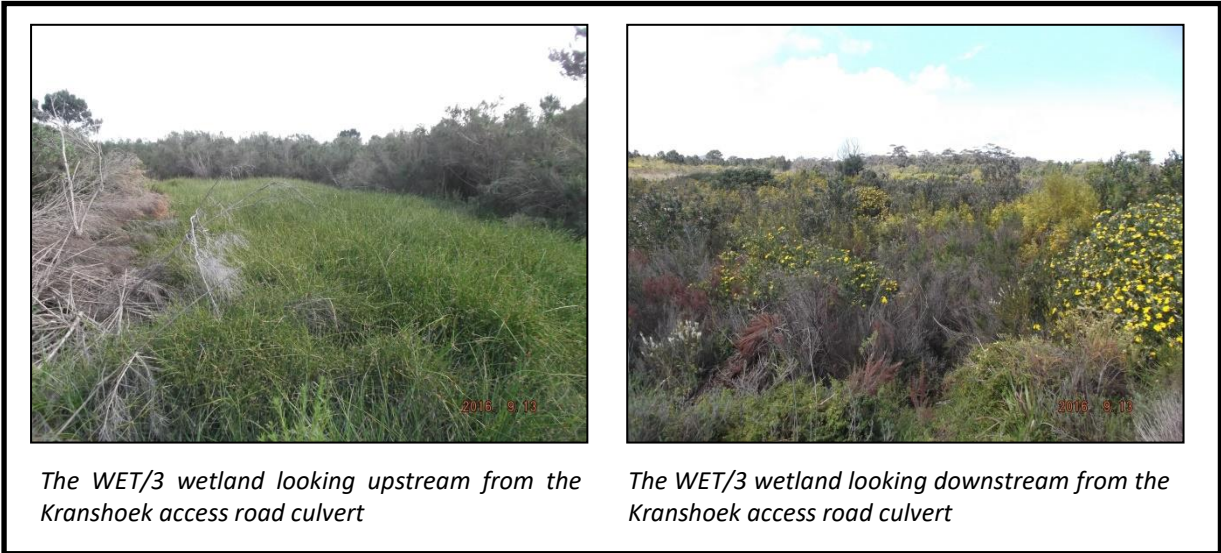 2016. 9.13
2016. 9.13
The WET/3 wetland looking upstream from the
Kranshoek access road culvert
The WET/3 wetland looking downstream from the
Kranshoek access road culvert